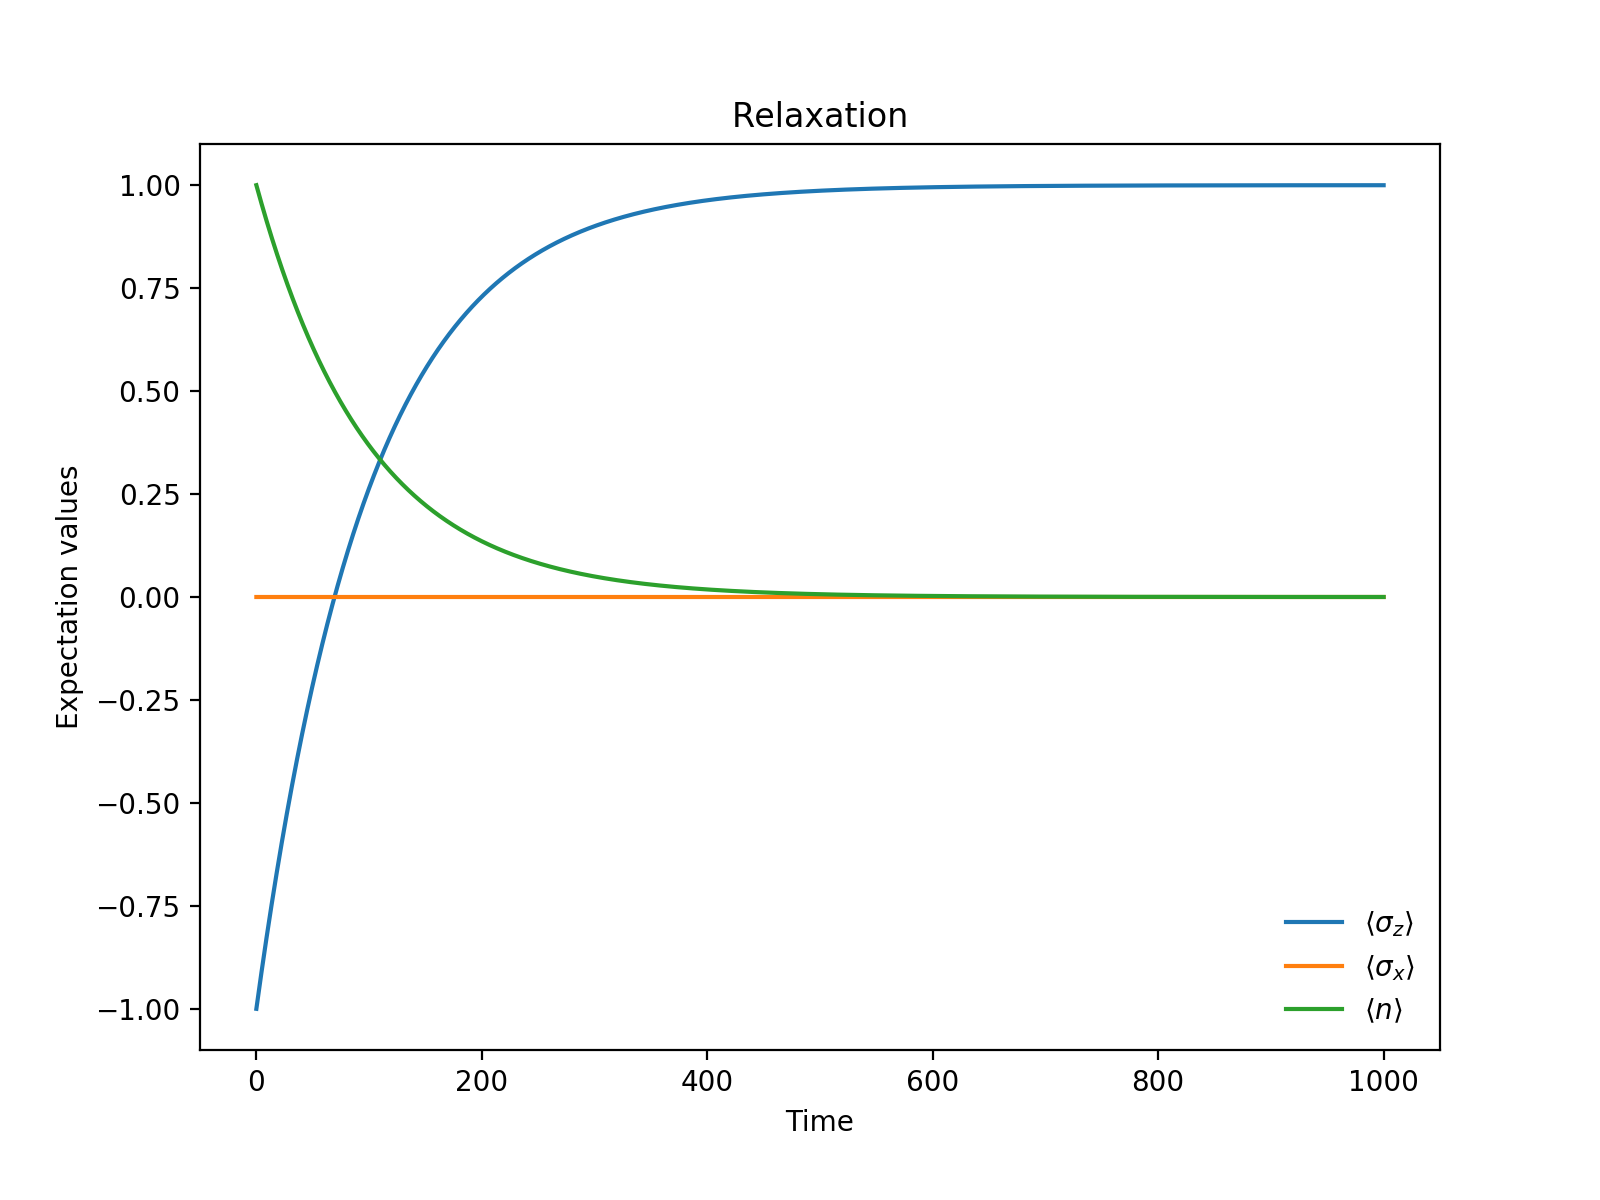 Relaxation
Expectation values
1.00
0.75
0.50
0.25
0.00
−0.25
−0.50
−0.75
−1.00
⟨σz⟩
⟨σx⟩
⟨n⟩
0 200 400 600 800 1000
Time